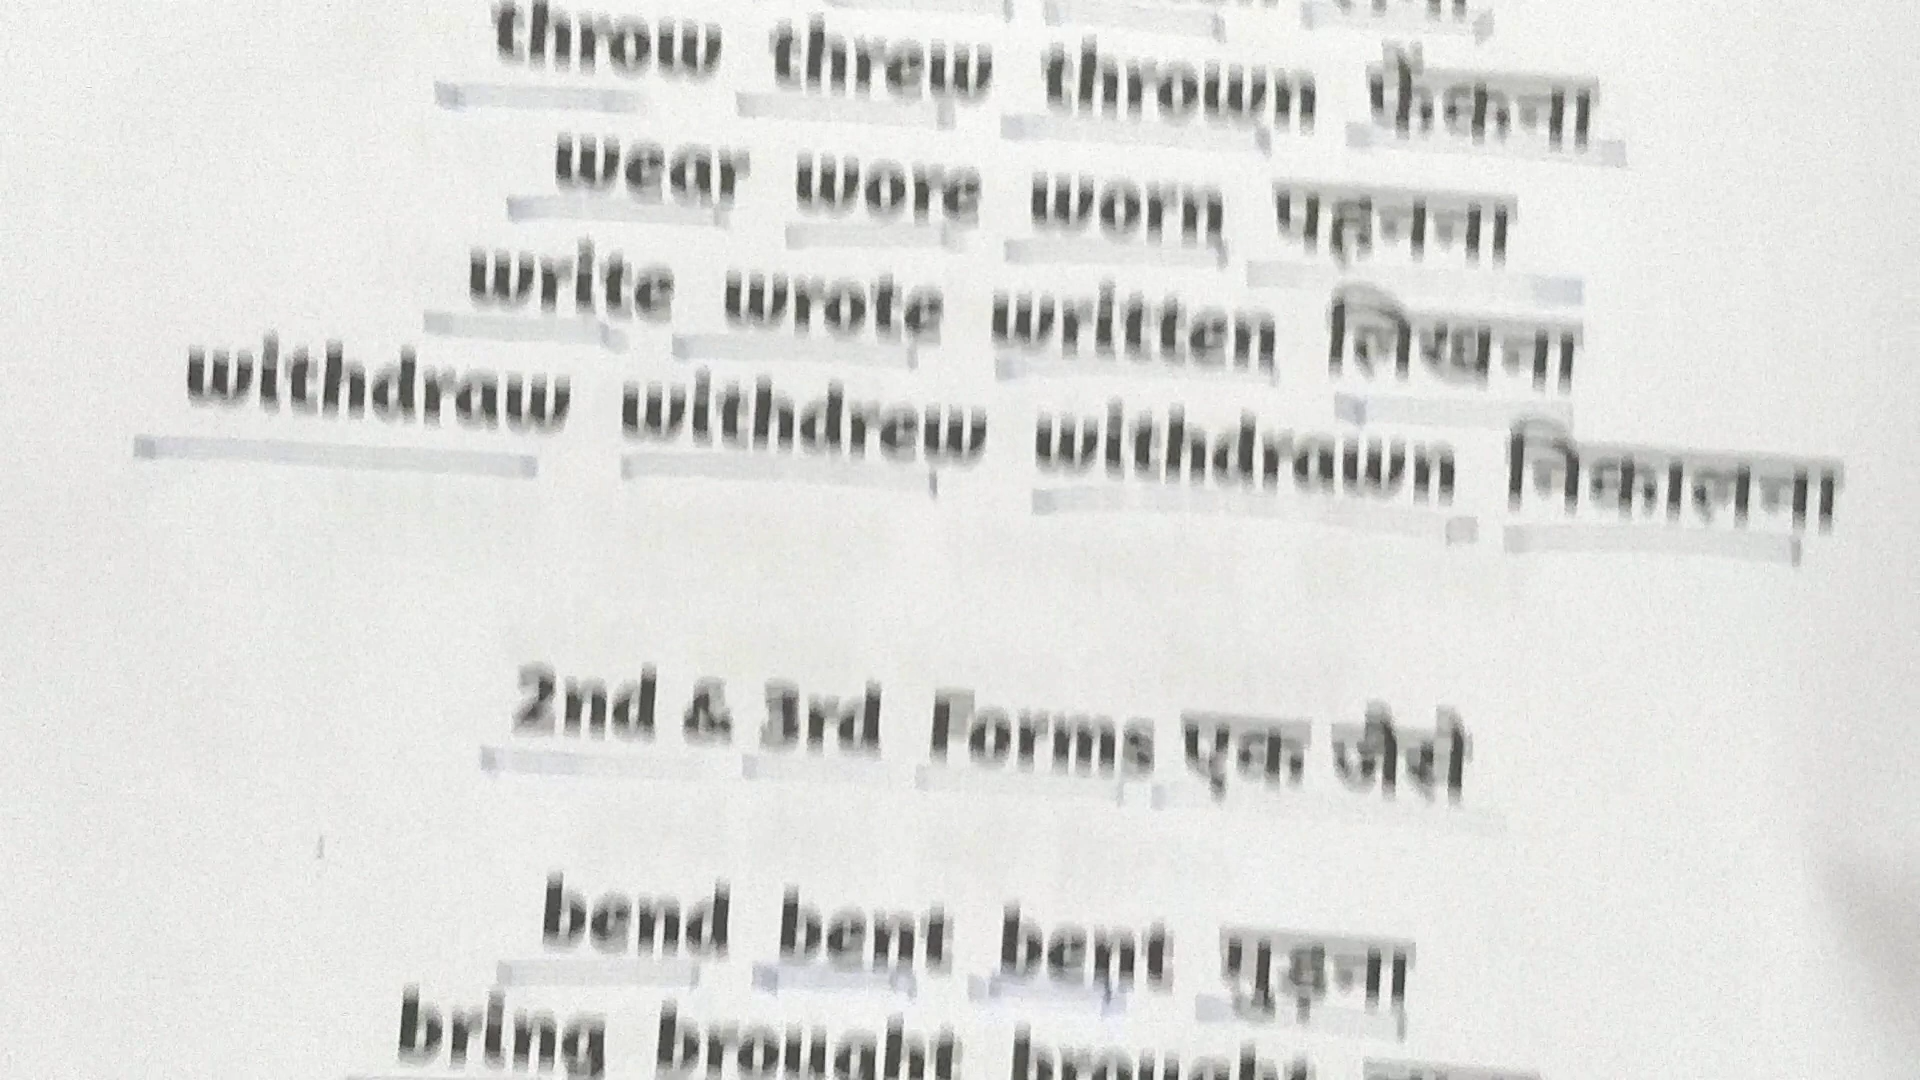 throw threw thrown फेंकना
wear wore worn पहनना
write wrote written लिखना
withdraw withdrew withdrawn निकालना
2nd & 3rd Forms एक जैसे
bend bent bent मुड़ना
bring brought brought